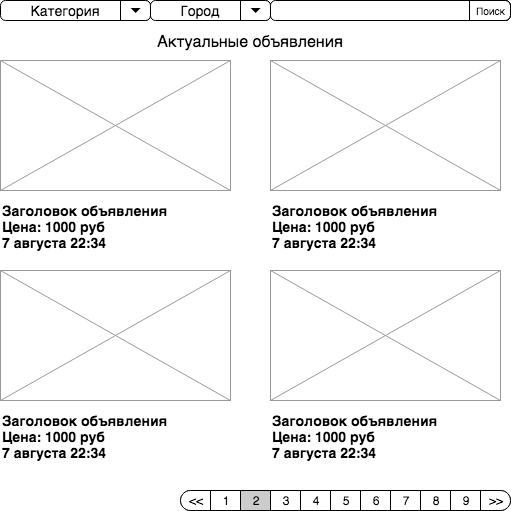 Категория Город Поиск
Актуальные объявления
Заголовок объявления
Цена: 1000 руб
7 августа 22:34
Заголовок объявления
Цена: 1000 руб
7 августа 22:34
Заголовок объявления
Цена: 1000 руб
7 августа 22:34
Заголовок объявления
Цена: 1000 руб
7 августа 22:34
<< 1 2 3 4 5 6 7 8 9 >>